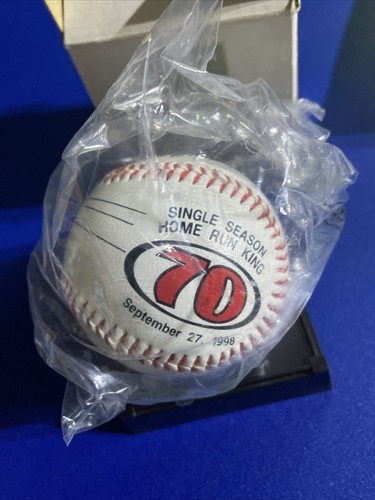 SINGLE SEASON
HOME RUN KING
70
September 27, 1998